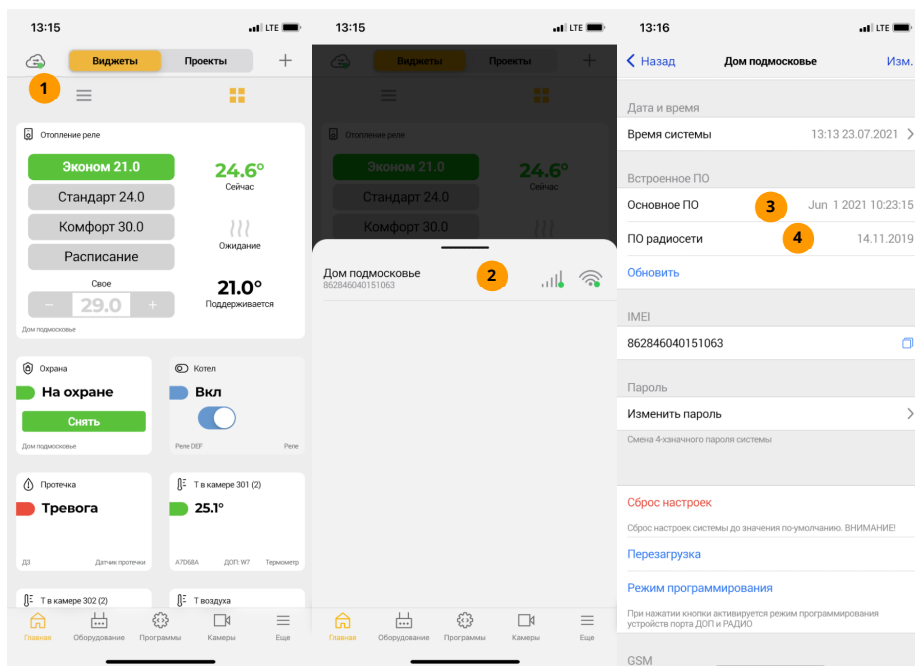 13:15
LTE
Виджеты
Проекты
1
Отопление реле
Эконом 21.0
24.6°
Сейчас
Стандарт 24.0
Комфорт 30.0
Ожидание
Расписание
Свое
21.0°
Поддерживается
− 29.0 +
Дом подмосковье
Охрана
На охране
Снять
Дом подмосковье
Котел
Вкл
Реле DEF
Реле
Протечка
Тревога
ДЗ
Датчик протечки
Т в камере 301 (2)
25.1°
A7D68A
ДОП: W7
Термометр
Т в камере 302 (2)
Т воздуха
Главная
Оборудование
Программы
Камеры
Еще
13:15
LTE
Виджеты
Проекты
Отопление реле
Эконом 21.0
24.6°
Сейчас
Стандарт 24.0
Комфорт 30.0
Дом подмосковье
862846040151063
2
Главная
Оборудование
Программы
Камеры
Еще
13:16
LTE
Назад
Дом подмосковье
Изм.
Дата и время
Время системы
13:13 23.07.2021
Встроенное ПО
Основное ПО
3
Jun 1 2021 10:23:15
ПО радиосети
4
14.11.2019
Обновить
IMEI
862846040151063
Пароль
Изменить пароль
Смена 4-хзначного пароля системы
Сброс настроек
Сброс настроек системы до значения по-умолчанию. ВНИМАНИЕ!
Перезагрузка
Режим программирования
При нажатии кнопки активируется режим программирования
устройств порта ДОП и РАДИО
GSM